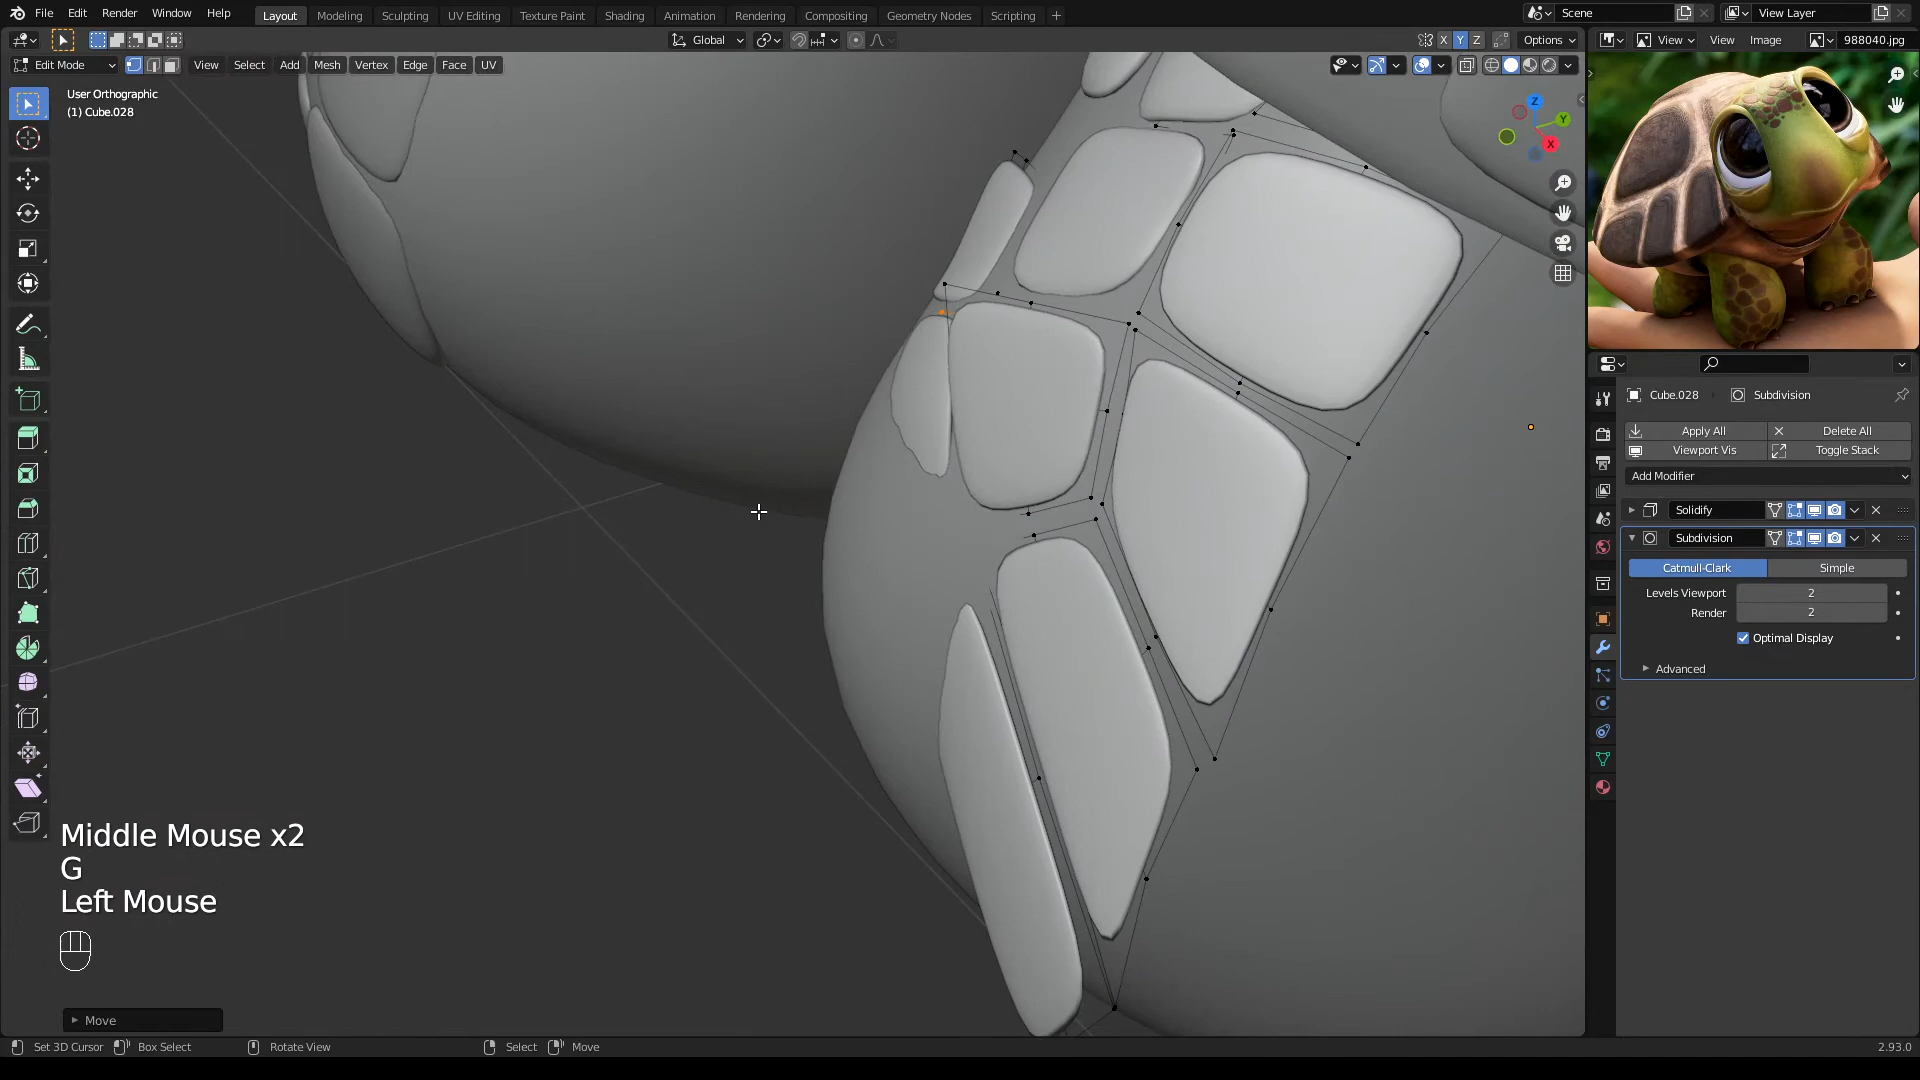 File Edit Render Window Help Layout Modeling Sculpting UV Editing Texture Paint Shading Animation Rendering Compositing Geometry Nodes Scripting + Scene View Layer
Global X Y Z Options View View Image 988040.jpg
Edit Mode View Select Add Mesh Vertex Edge Face UV
User Orthographic
(1) Cube.028
Z
Y
X
Cube.028 Subdivision
Apply All Delete All
Viewport Vis Toggle Stack
Add Modifier
Solidify
Subdivision
Catmull-Clark Simple
Levels Viewport 2
Render 2
Optimal Display
Advanced
Middle Mouse x2
G
Left Mouse
Move
Set 3D Cursor Box Select Rotate View Select Move 2.93.0